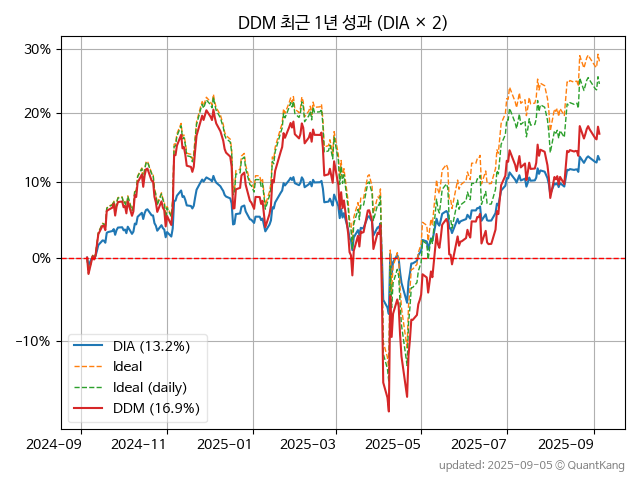 DDM 최근 1년 성과 (DIA × 2)
30%
20%
10%
0%
−10%
DIA (13.2%)
Ideal
Ideal (daily)
DDM (16.9%)
2024-09 2024-11 2025-01 2025-03 2025-05 2025-07 2025-09
updated: 2025-09-05 © QuantKang